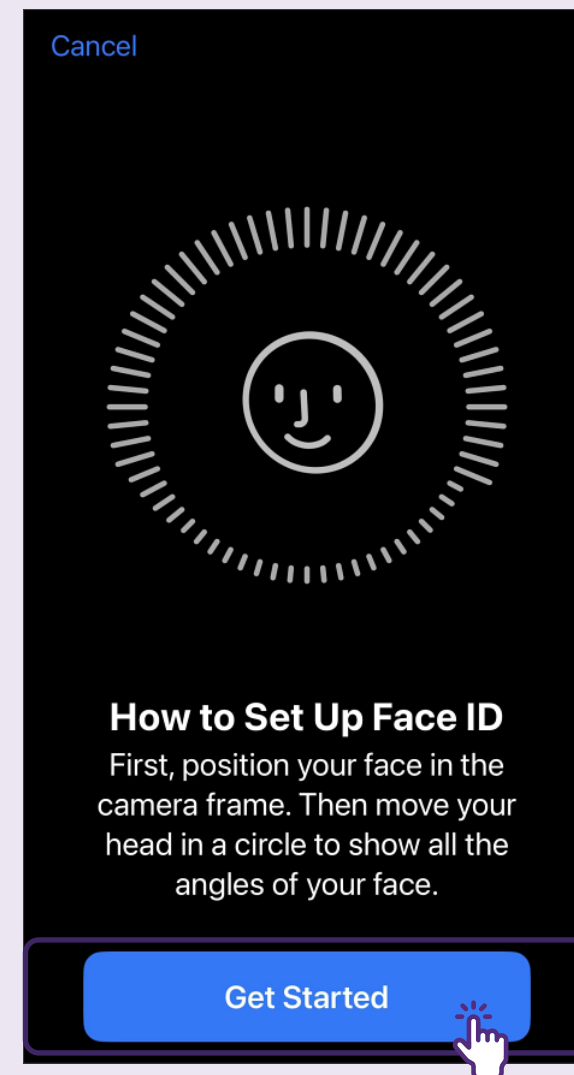 Cancel
How to Set Up Face ID
First, position your face in the
camera frame. Then move your
head in a circle to show all the
angles of your face.
Get Started